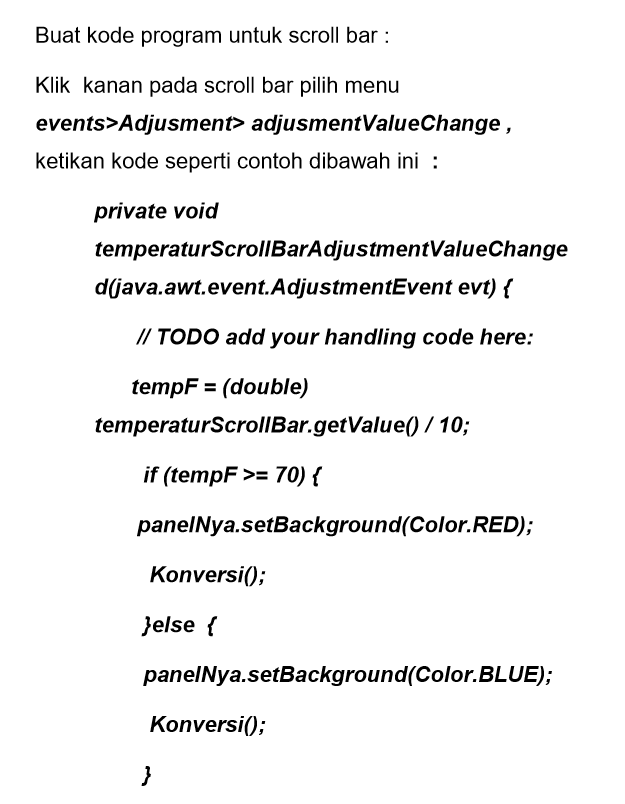 Buat kode program untuk scroll bar :
Klik  kanan pada scroll bar pilih menu
events>Adjusment> adjusmentValueChange ,
ketikan kode seperti contoh dibawah ini  :
private void
temperaturScrollBarAdjustmentValueChange
d(java.awt.event.AdjustmentEvent evt) {
// TODO add your handling code here:
tempF = (double)
temperaturScrollBar.getValue() / 10;
if (tempF >= 70) {
panelNya.setBackground(Color.RED);
Konversi();
}else  {
panelNya.setBackground(Color.BLUE);
Konversi();
}